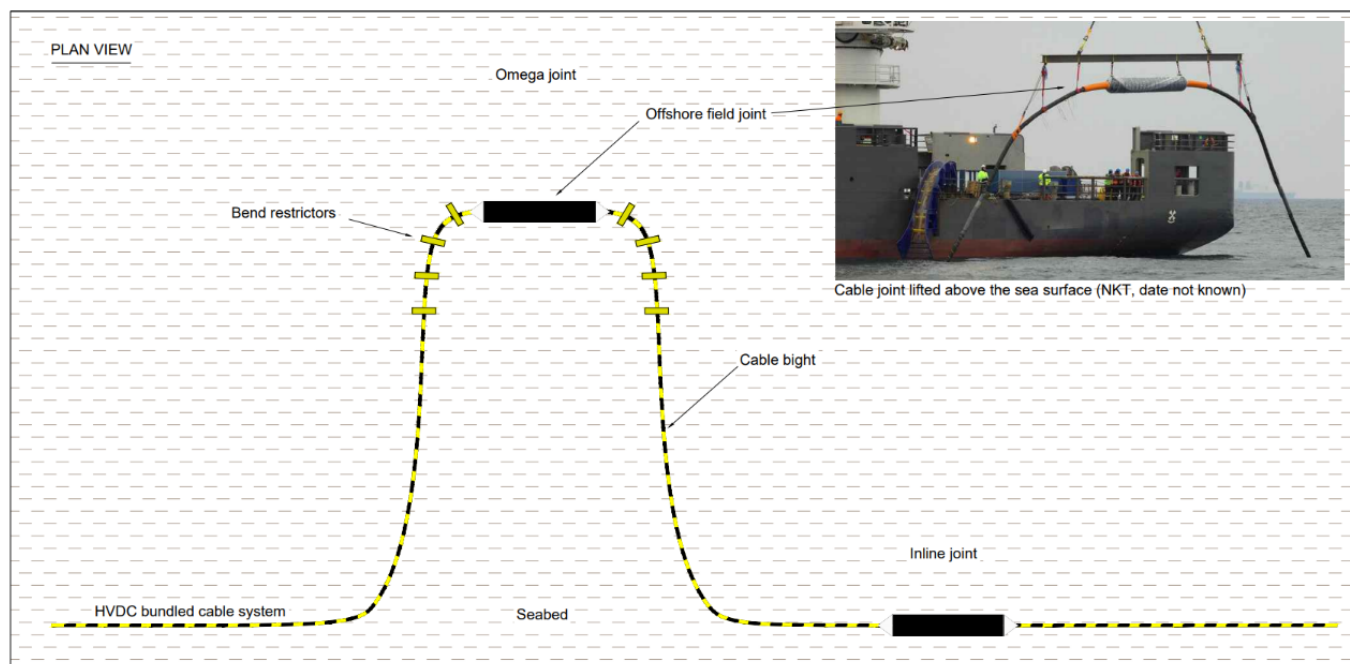 PLAN VIEW
Omega joint
Offshore field joint
Bend restrictors
Cable joint lifted above the sea surface (NKT, date not known)
Cable bight
Inline joint
HVDC bundled cable system
Seabed